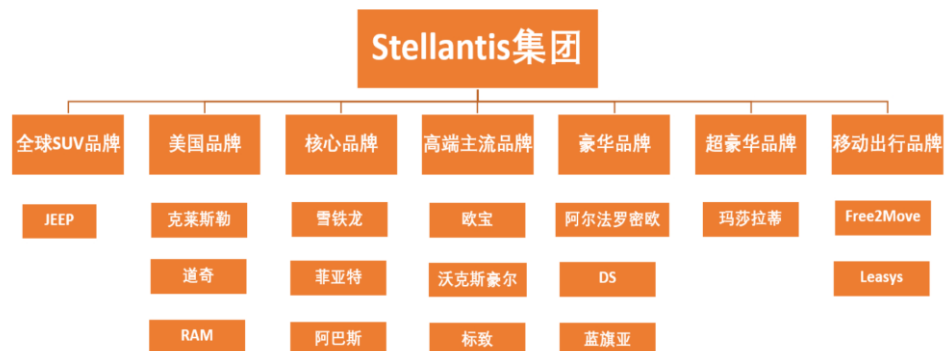 Stellantis集团
全球SUV品牌
美国品牌
核心品牌
高端主流品牌
豪华品牌
超豪华品牌
移动出行品牌
JEEP
克莱斯勒
雪铁龙
欧宝
阿尔法罗密欧
玛莎拉蒂
Free2Move
道奇
菲亚特
沃克斯豪尔
DS
Leasys
RAM
阿巴斯
标致
蓝旗亚